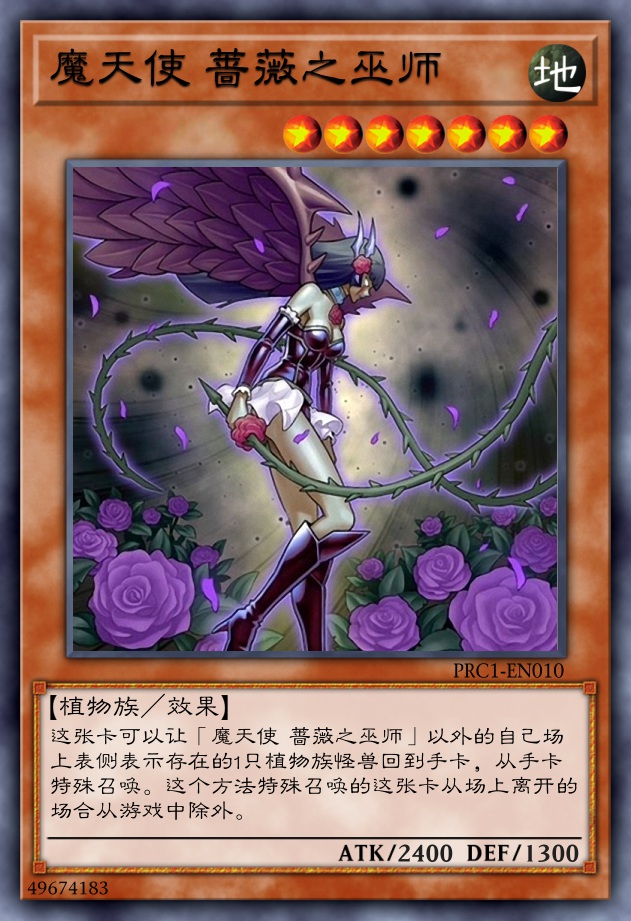 魔天使 蔷薇之巫师
地
PRC1-EN010
【植物族／效果】
这张卡可以让「魔天使 蔷薇之巫师」以外的自己场
上表侧表示存在的1只植物族怪兽回到手卡，从手卡
特殊召唤。这个方法特殊召唤的这张卡从场上离开的
场合从游戏中除外。
ATK/2400 DEF/1300
49674183